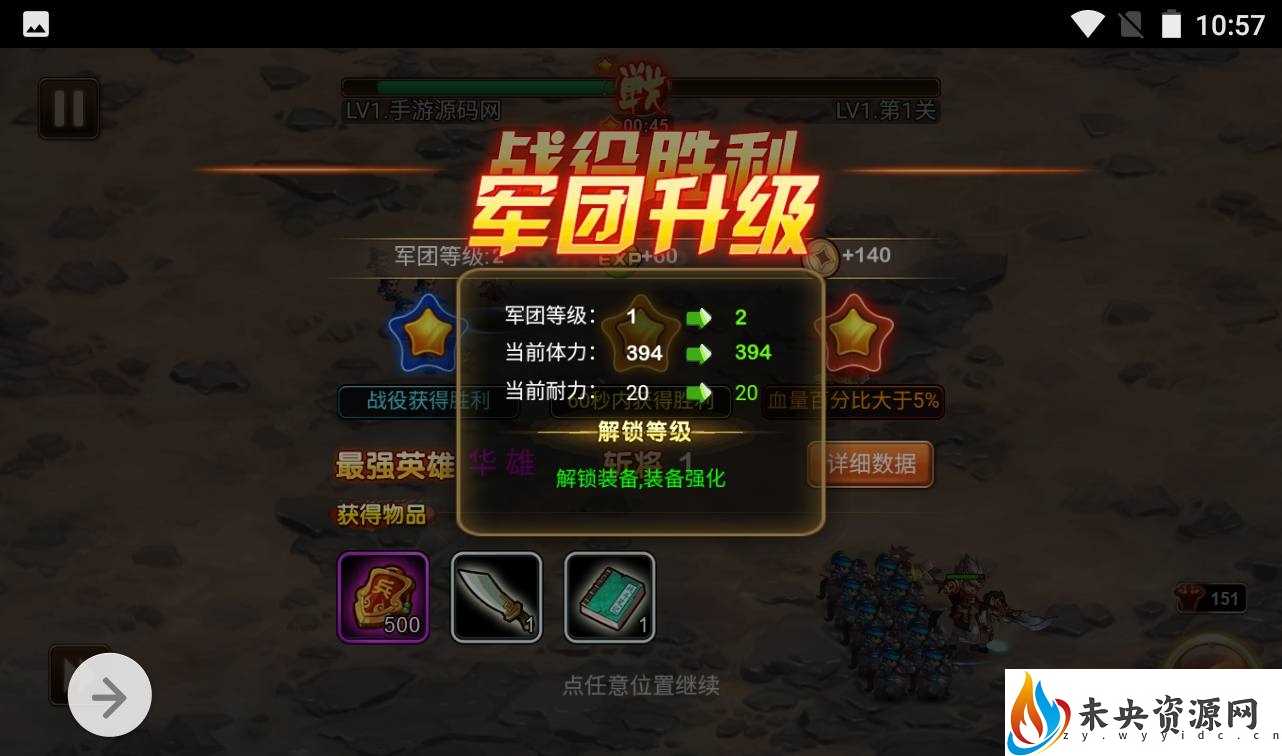 10:57
LV1.手游源码网
戰
LV1.第1关
00:45
战役胜利
军团升级
军团等级:2
EXP+60
+140
军团等级: 1 2
当前体力: 394 394
当前耐力: 20 20
战役获得胜利
60秒内获得胜利
血量百分比大于5%
解锁等级
最强英雄
华雄
斩将 1
详细数据
解锁装备,装备强化
获得物品
兵
500
1
1
151
点任意位置继续
未央资源网
zy.wyyidc.cn